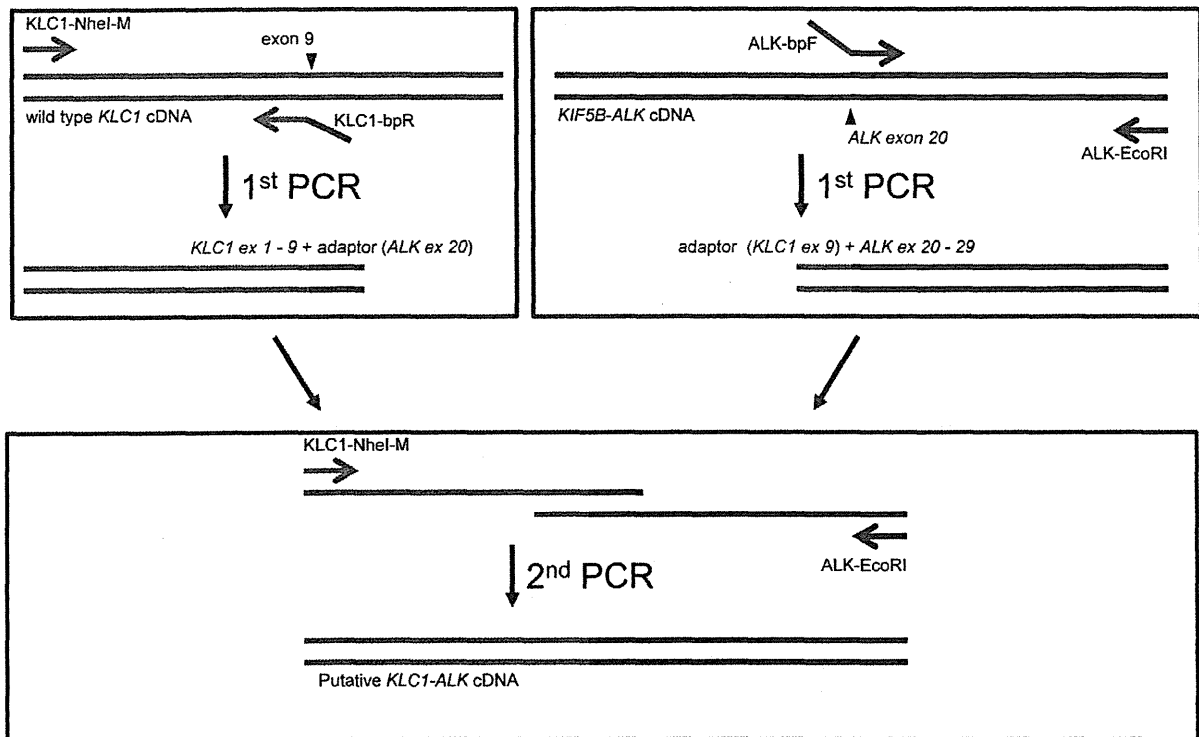 KLC1-NheI-M
exon 9
wild type KLC1 cDNA
KLC1-bpR
1st PCR
KLC1 ex 1 - 9 + adaptor (ALK ex 20)
ALK-bpF
KIF5B-ALK cDNA
ALK exon 20
ALK-EcoRI
1st PCR
adaptor (KLC1 ex 9) + ALK ex 20 - 29
KLC1-NheI-M
ALK-EcoRI
2nd PCR
Putative KLC1-ALK cDNA